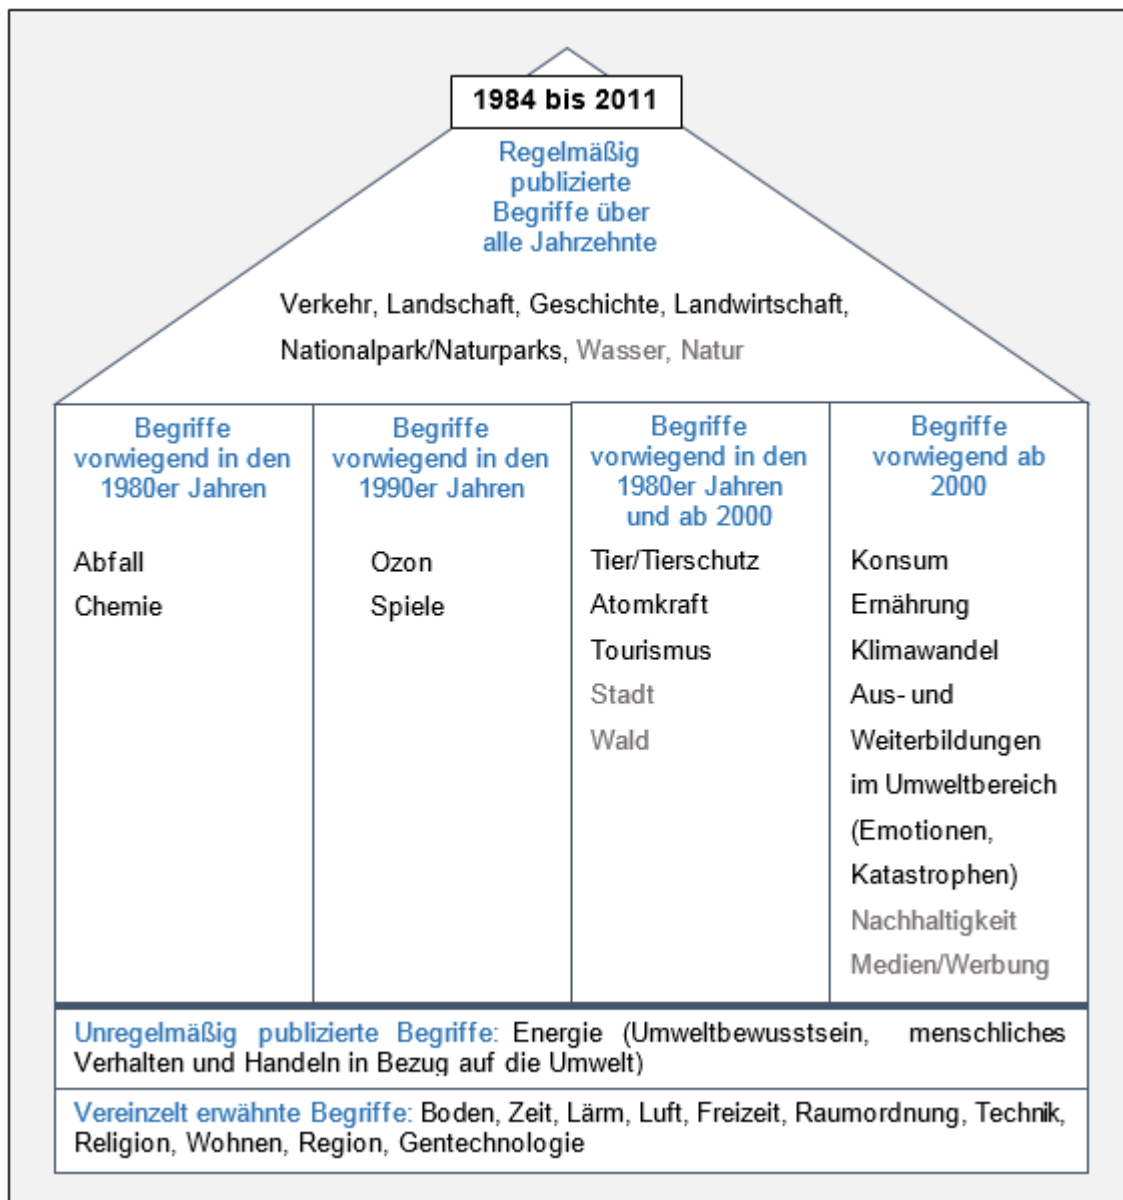 1984 bis 2011
Regelmäßig
publizierte
Begriffe über
alle Jahrzehnte
Verkehr, Landschaft, Geschichte, Landwirtschaft,
Nationalpark/Naturparks, Wasser, Natur
Begriffe
vorwiegend in den
1980er Jahren
Abfall
Chemie
Begriffe
vorwiegend in den
1990er Jahren
Ozon
Spiele
Begriffe
vorwiegend in den
1980er Jahren
und ab 2000
Tier/Tierschutz
Atomkraft
Tourismus
Stadt
Wald
Begriffe
vorwiegend ab
2000
Konsum
Ernährung
Klimawandel
Aus- und
Weiterbildungen
im Umweltbereich
(Emotionen,
Katastrophen)
Nachhaltigkeit
Medien/Werbung
Unregelmäßig publizierte Begriffe: Energie (Umweltbewusstsein, menschliches
Verhalten und Handeln in Bezug auf die Umwelt)
Vereinzelt erwähnte Begriffe: Boden, Zeit, Lärm, Luft, Freizeit, Raumordnung, Technik,
Religion, Wohnen, Region, Gentechnologie